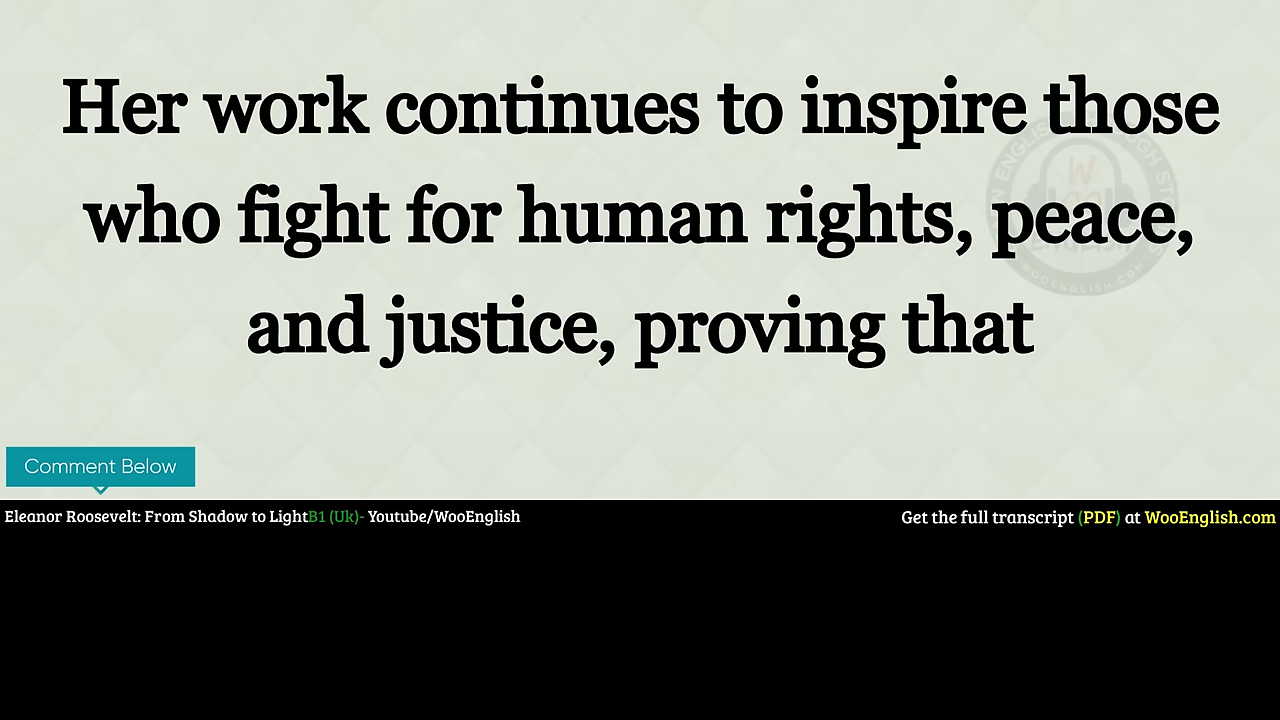 Her work continues to inspire those
who fight for human rights, peace,
and justice, proving that
Comment Below
Eleanor Roosevelt: From Shadow to LightB1 (Uk)- Youtube/WooEnglish
Get the full transcript (PDF) at WooEnglish.com